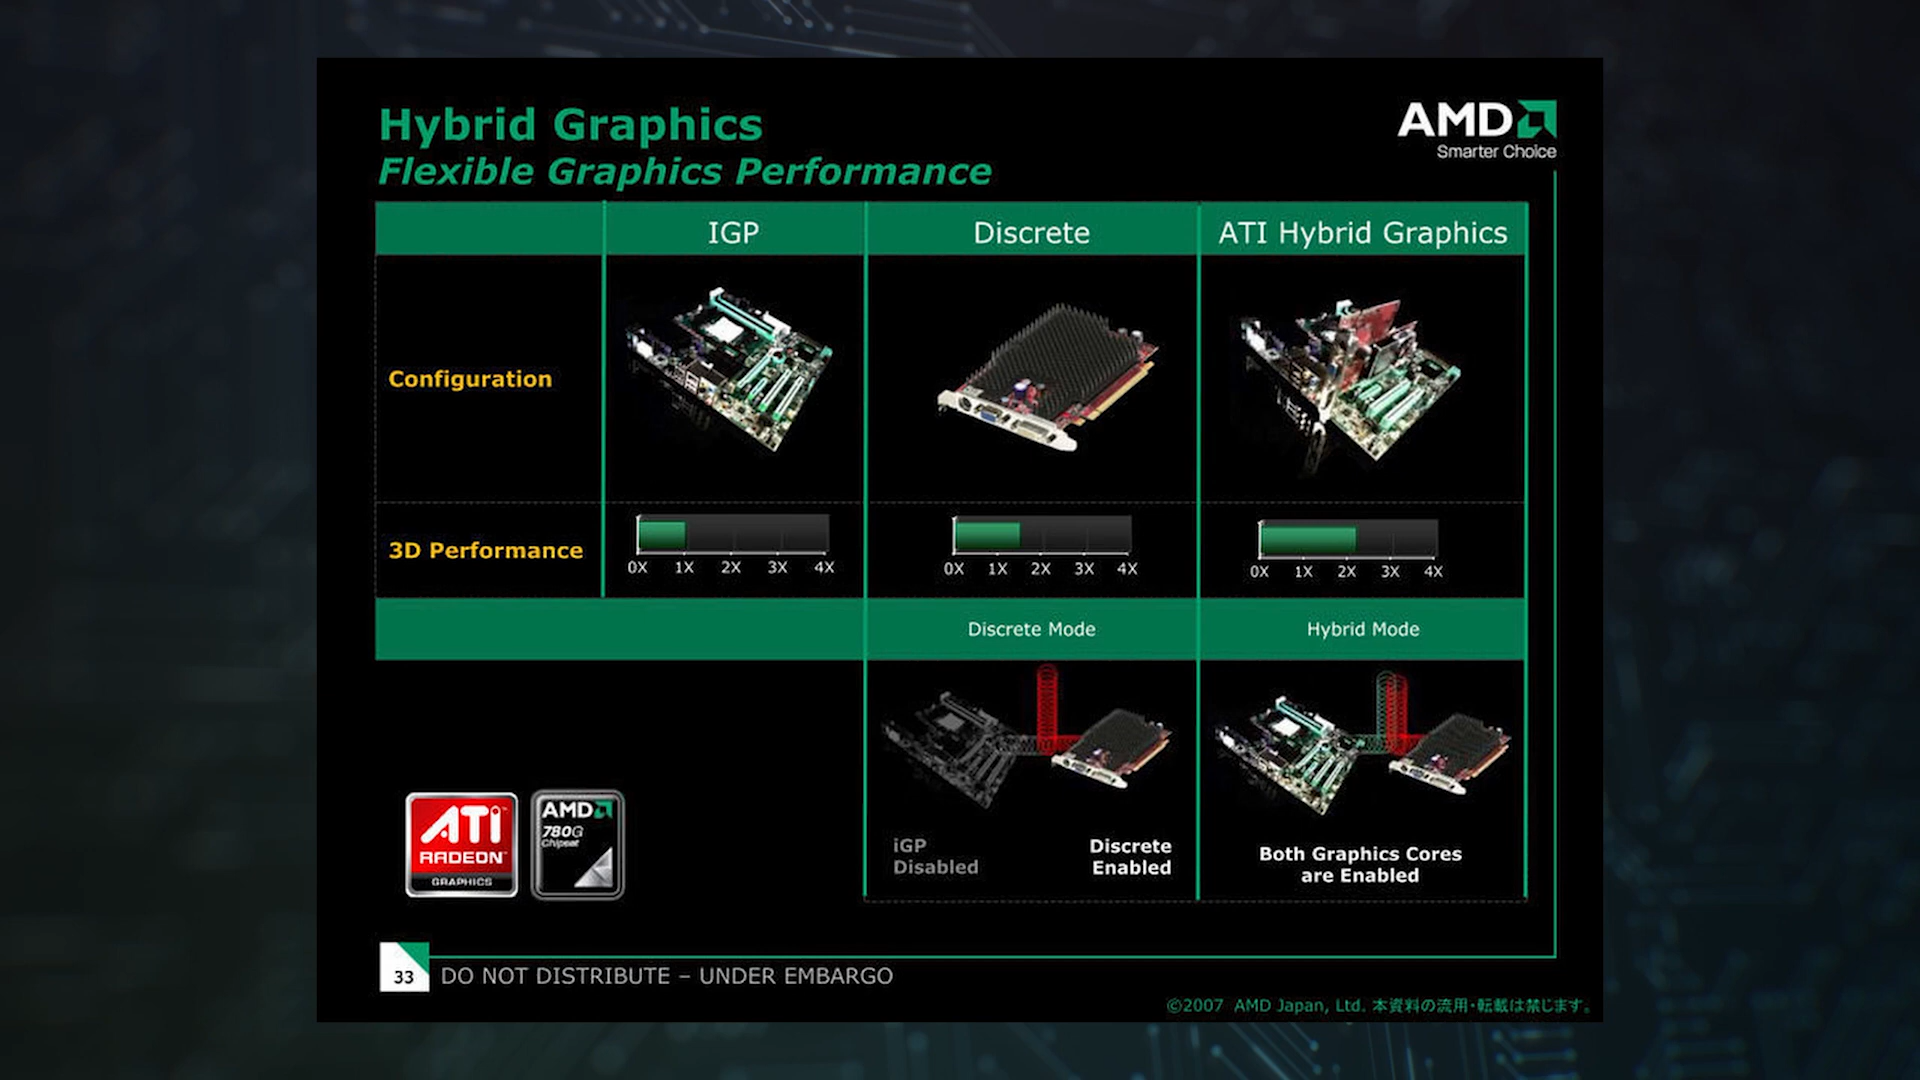 Hybrid Graphics
Flexible Graphics Performance
AMD
Smarter Choice
IGP
Discrete
ATI Hybrid Graphics
Configuration
3D Performance
0X 1X 2X 3X 4X
0X 1X 2X 3X 4X
0X 1X 2X 3X 4X
Discrete Mode
Hybrid Mode
iGP
Disabled
Discrete
Enabled
Both Graphics Cores
are Enabled
ATI
RADEON
GRAPHICS
AMD
780G
Chipset
33
DO NOT DISTRIBUTE – UNDER EMBARGO
©2007 AMD Japan, Ltd. 本資料の流用・転載は禁じます。